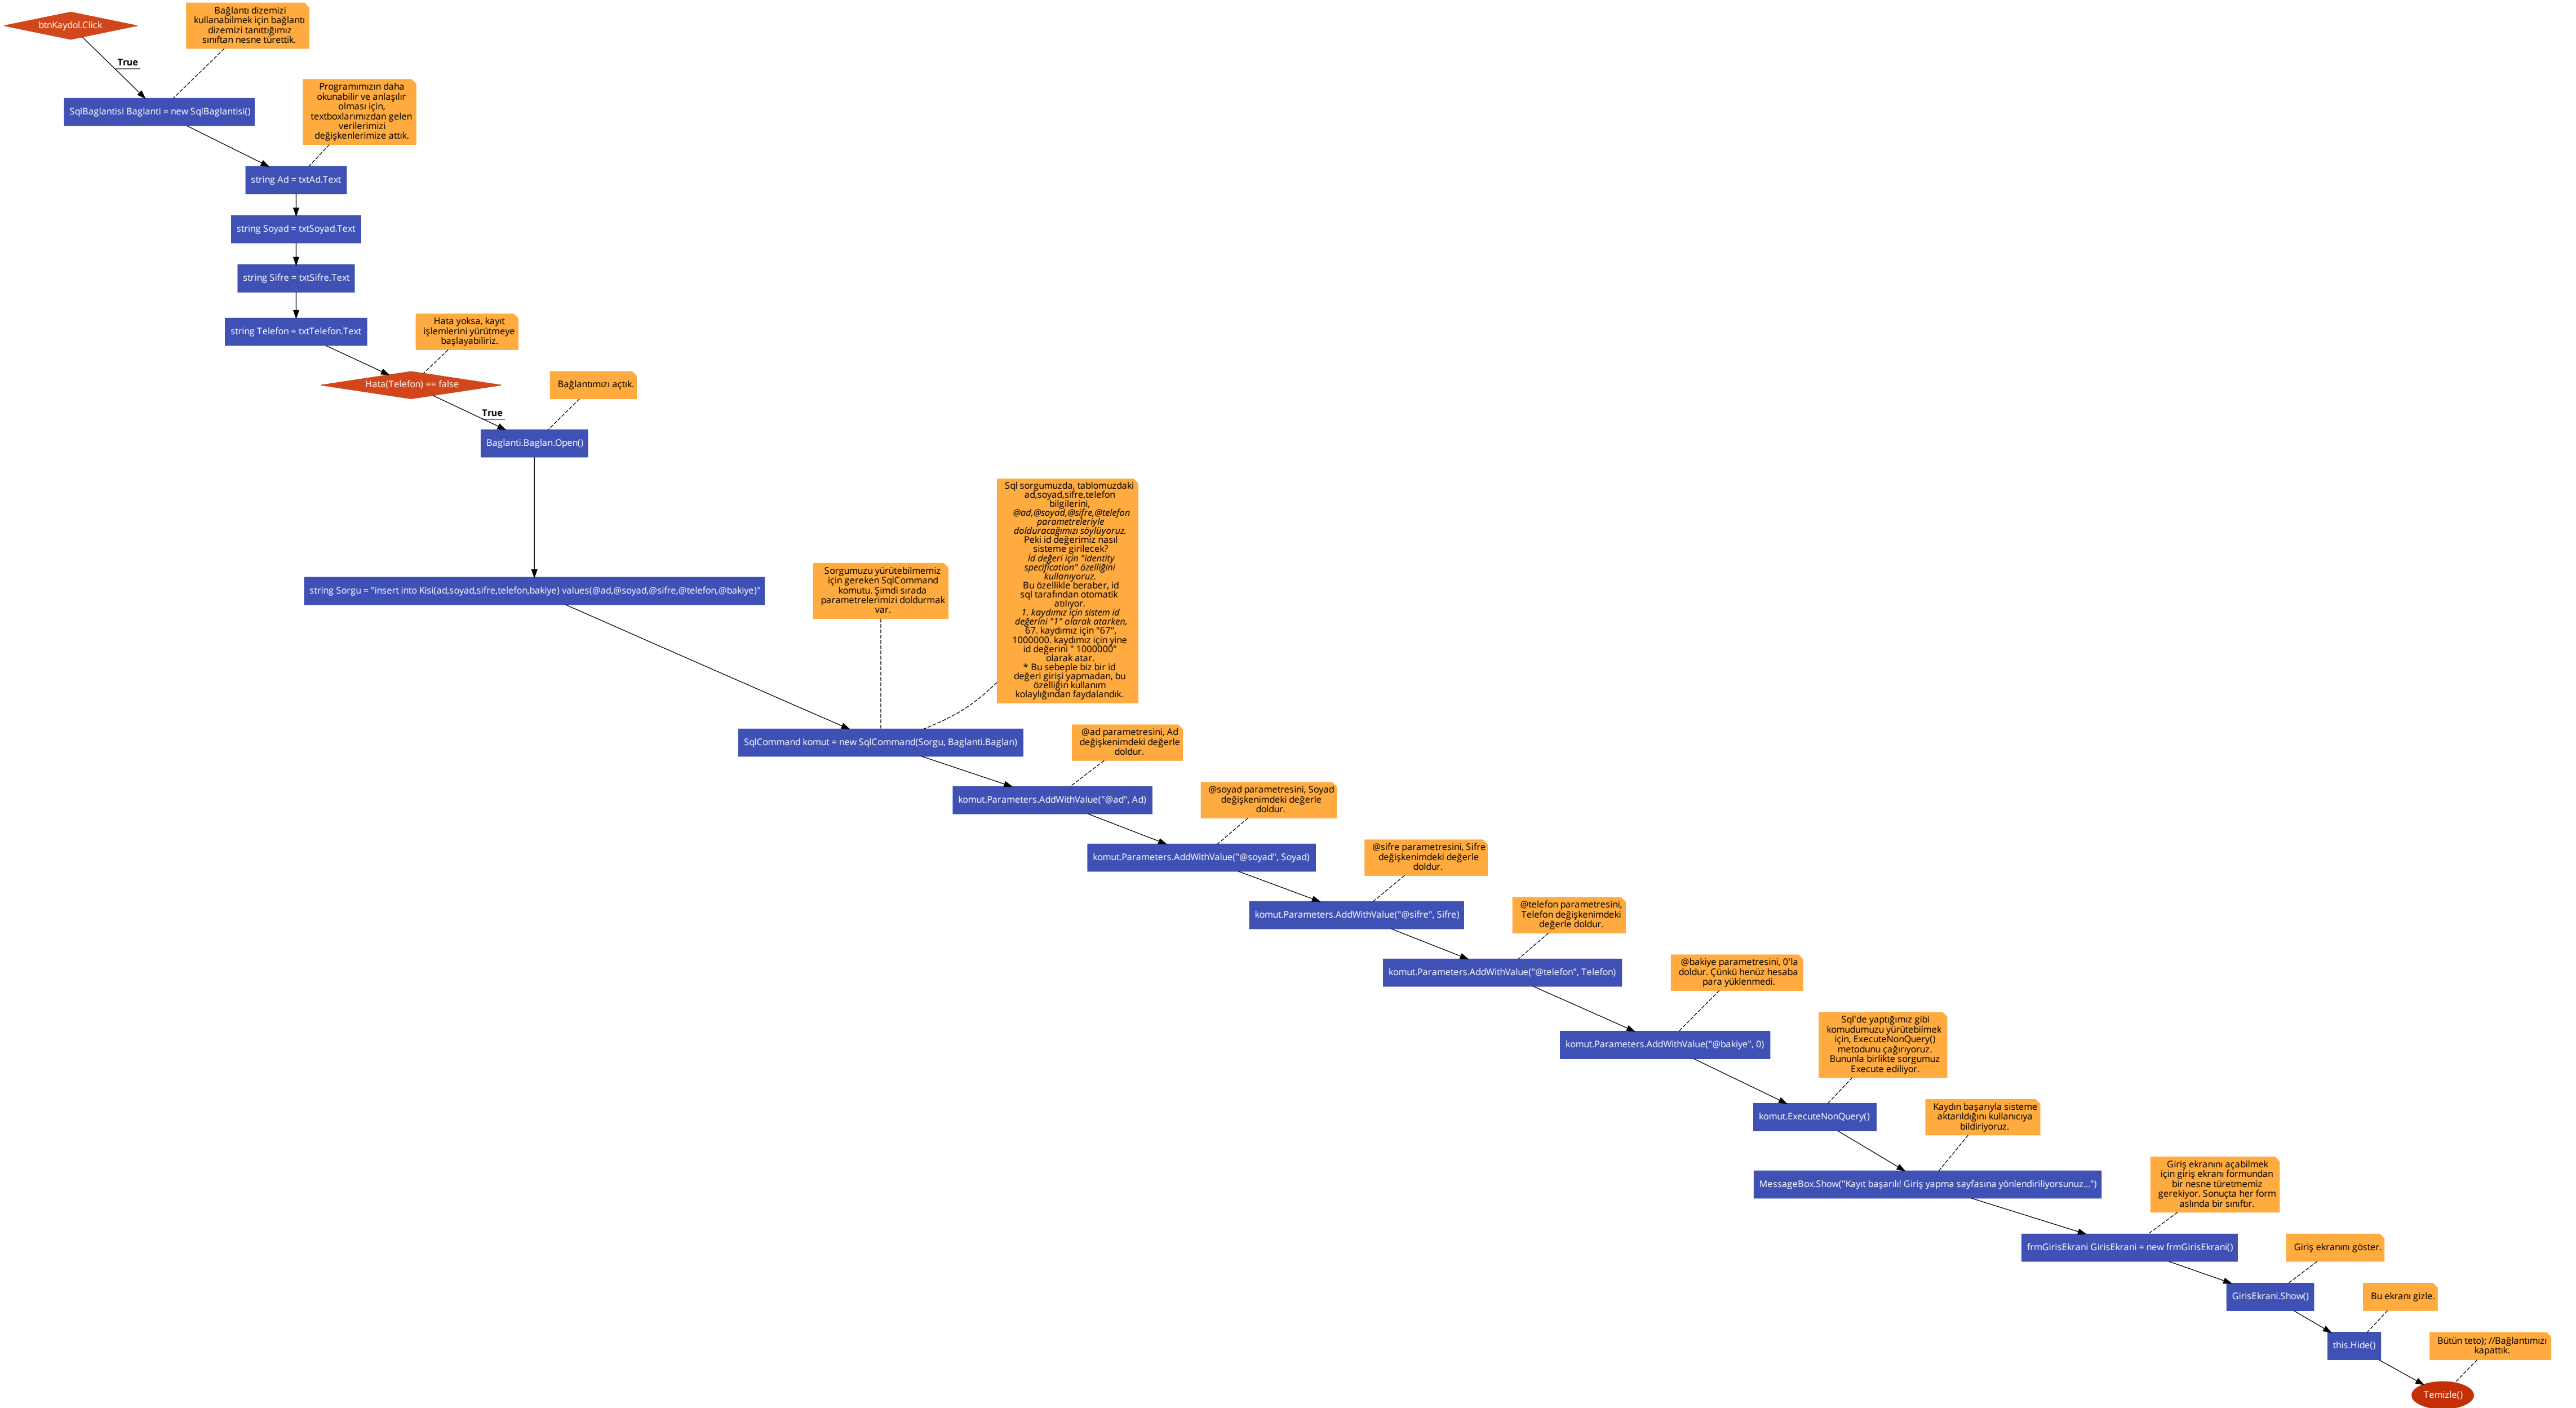 btnKaydol.Click
Bağlantı dizemizi
kullanabilmek için bağlantı
dizemizi tanıttığımız
sınıftan nesne türettik.
True
SqlBaglantisi Baglanti = new SqlBaglantisi()
Programımızın daha
okunabilir ve anlaşılır
olması için,
textboxlarımızdan gelen
verilerimizi
değişkenlerimize attık.
string Ad = txtAd.Text
string Soyad = txtSoyad.Text
string Sifre = txtSifre.Text
string Telefon = txtTelefon.Text
Hata yoksa, kayıt
işlemlerini yürütmeye
başlayabiliriz.
Hata(Telefon) == false
True
Bağlantımızı açtık.
Baglanti.Baglan.Open()
string Sorgu = "insert into Kisi(ad,soyad,sifre,telefon,bakiye) values(@ad,@soyad,@sifre,@telefon,@bakiye)"
Sorgumuzu yürütebilmemiz
için gereken SqlCommand
komutu. Şimdi sırada
parametrelerimizi doldurmak
var.
Sql sorgumuzda, tablomuzdaki
ad,soyad,sifre,telefon
bilgilerini,
@ad,@soyad,@sifre,@telefon
parametreleriyle
dolduracağımızı söylüyoruz.
Peki id değerimiz nasıl
sisteme girilecek?
İd değeri için "identity
specification" özelliğini
kullanıyoruz.
Bu özellikle beraber, id
sql tarafından otomatik
atılıyor.
1. kaydımız için sistem id
değerini "1" olarak atarken,
67. kaydımız için "67",
1000000. kaydımız için yine
id değerini " 1000000"
olarak atar.
* Bu sebeple biz bir id
değeri girişi yapmadan, bu
özelliğin kullanım
kolaylığından faydalandık.
SqlCommand komut = new SqlCommand(Sorgu, Baglanti.Baglan)
@ad parametresini, Ad
değişkenimdeki değerle
doldur.
komut.Parameters.AddWithValue("@ad", Ad)
@soyad parametresini, Soyad
değişkenimdeki değerle
doldur.
komut.Parameters.AddWithValue("@soyad", Soyad)
@sifre parametresini, Sifre
değişkenimdeki değerle
doldur.
komut.Parameters.AddWithValue("@sifre", Sifre)
@telefon parametresini,
Telefon değişkenimdeki
değerle doldur.
komut.Parameters.AddWithValue("@telefon", Telefon)
@bakiye parametresini, 0'la
doldur. Çünkü henüz hesaba
para yüklenmedi.
komut.Parameters.AddWithValue("@bakiye", 0)
Sql'de yaptığımız gibi
komudumuzu yürütebilmek
için, ExecuteNonQuery()
metodunu çağırıyoruz.
Bununla birlikte sorgumuz
Execute ediliyor.
komut.ExecuteNonQuery()
Kaydın başarıyla sisteme
aktarıldığını kullanıcıya
bildiriyoruz.
MessageBox.Show("Kayıt başarılı! Giriş yapma sayfasına yönlendiriliyorsunuz...")
Giriş ekranını açabilmek
için giriş ekranı formundan
bir nesne türetmemiz
gerekiyor. Sonuçta her form
aslında bir sınıftır.
frmGirisEkrani GirisEkrani = new frmGirisEkrani()
Giriş ekranını göster.
GirisEkrani.Show()
Bu ekranı gizle.
this.Hide()
Bütün teto); //Bağlantımızı
kapattık.
Temizle()